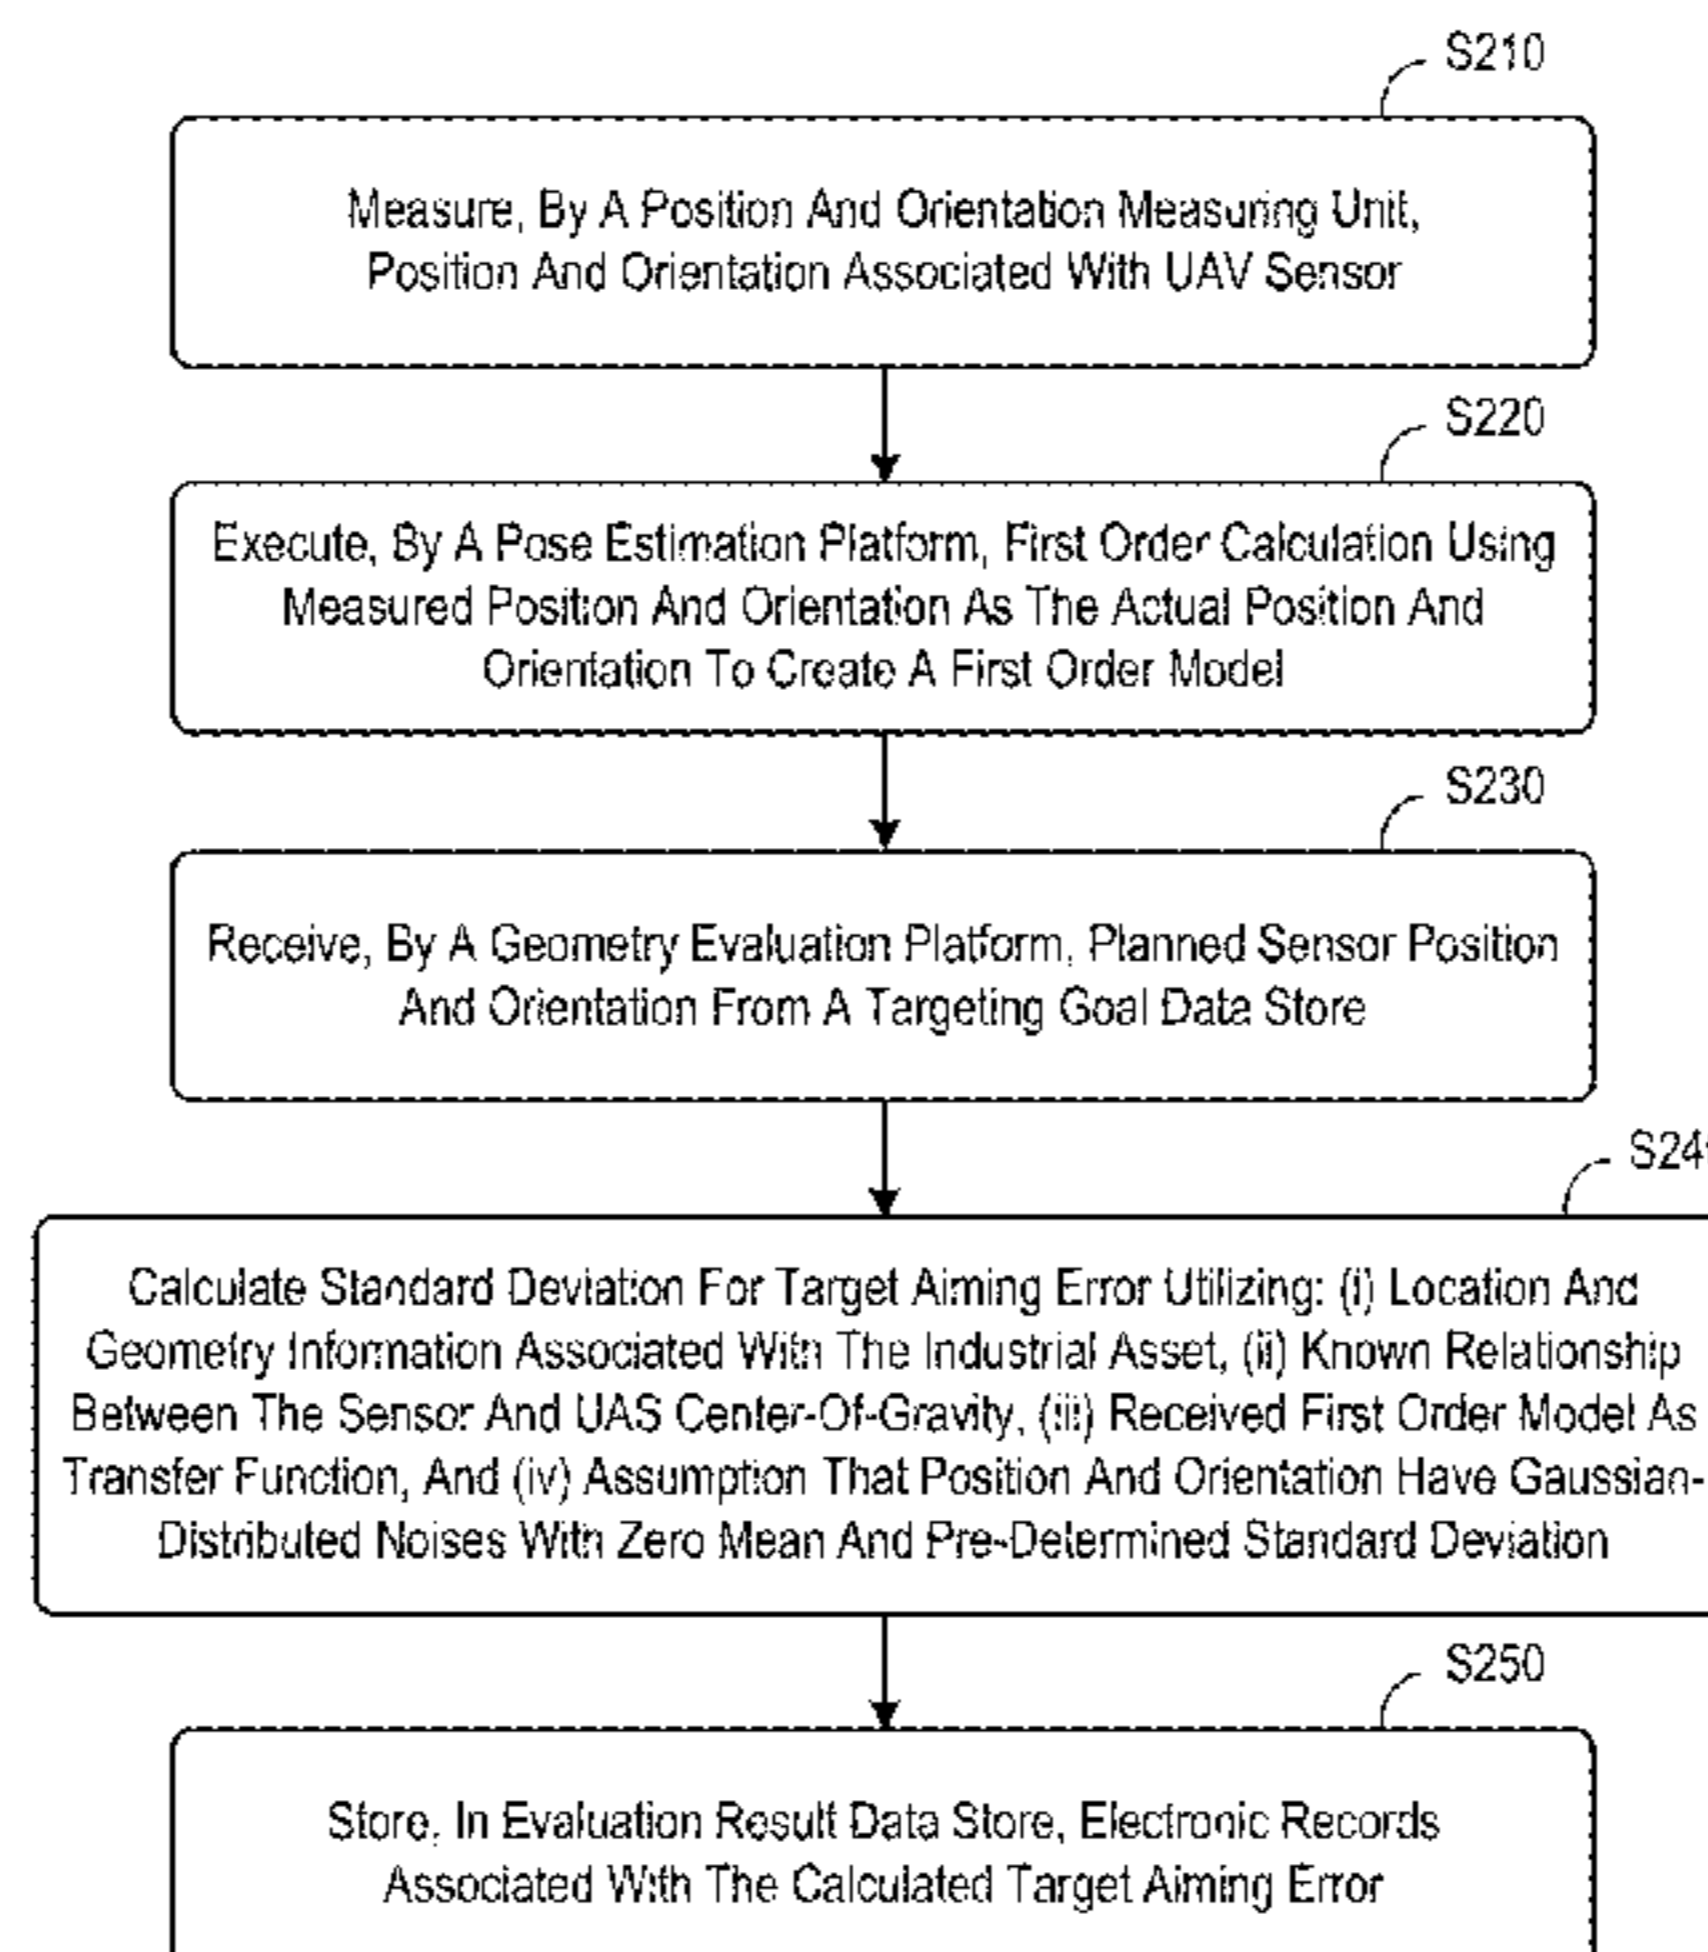 S210
Measure, By A Position And Orientation Measuring Unit,
Position And Orientation Associated With UAV Sensor
S220
Execute, By A Pose Estimation Platform, First Order Calculation Using
Measured Position And Orientation As The Actual Position And
Orientation To Create A First Order Model
S230
Receive, By A Geometry Evaluation Platform, Planned Sensor Position
And Orientation From A Targeting Goal Data Store
Calculate Standard Deviation For Target Aiming Error Utilizing: (i) Location And
Geometry Information Associated With The Industrial Asset, (ii) Known Relationship
Between The Sensor And UAS Center-Of-Gravity, (iii) Received First Order Model As
Transfer Function, And (iv) Assumption That Position And Orientation Have Gaussian-
Distributed Noises With Zero Mean And Pre-Determined Standard Deviation
S250
Store, In Evaluation Result Data Store, Electronic Records
Associated With The Calculated Target Aiming Error